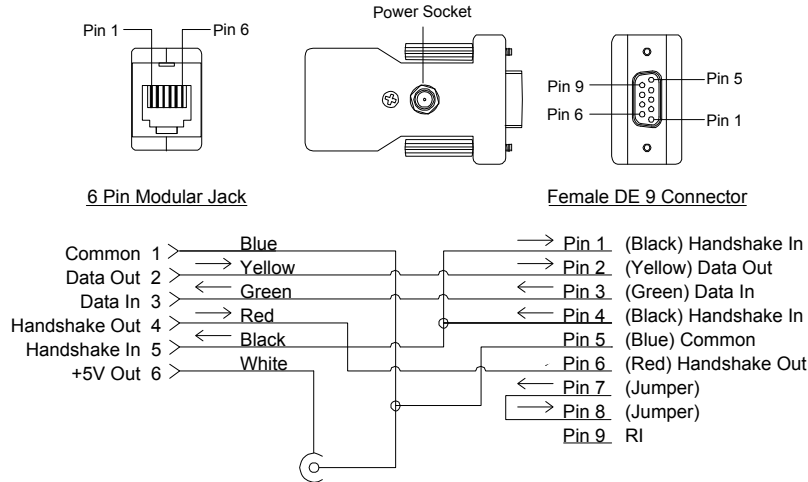 Power Socket
Pin 1
Pin 6
Pin 9
Pin 5
Pin 6
Pin 1
6 Pin Modular Jack
Female DE 9 Connector
Common 1 Blue
Data Out 2 Yellow
Data In 3 Green
Handshake Out 4 Red
Handshake In 5 Black
+5V Out 6 White
Pin 1 (Black) Handshake In
Pin 2 (Yellow) Data Out
Pin 3 (Green) Data In
Pin 4 (Black) Handshake In
Pin 5 (Blue) Common
Pin 6 (Red) Handshake Out
Pin 7 (Jumper)
Pin 8 (Jumper)
Pin 9 RI